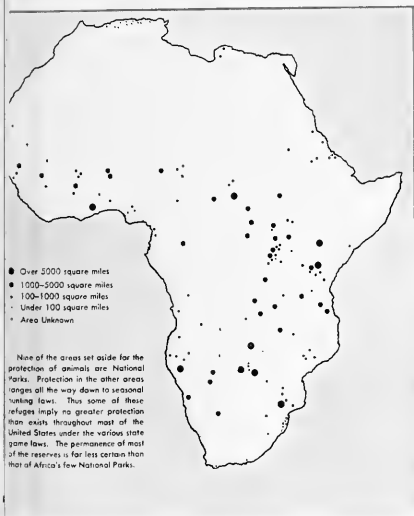 Over 5000 square miles
1000–5000 square miles
100–1000 square miles
Under 100 square miles
Area Unknown
Nine of the areas set aside for the
protection of animals are National
Parks. Protection in the other areas
ranges all the way down to seasonal
hunting laws. Thus some of these
refuges imply no greater protection
than exists throughout most of the
United States under the various state
game laws. The permanence of most
of the reserves is far less certain than
that of Africa's few National Parks.